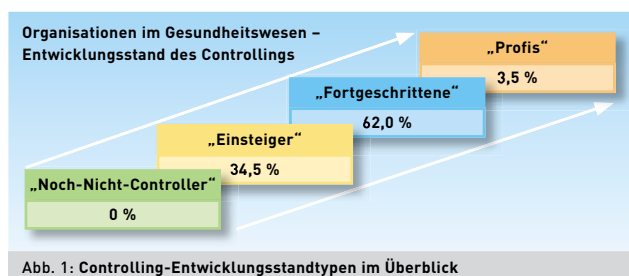 Organisationen im Gesundheitswesen –
Entwicklungsstand des Controllings
„Profis“
3,5 %
„Fortgeschrittene“
62,0 %
„Einsteiger“
34,5 %
„Noch-Nicht-Controller“
0 %
Abb. 1: Controlling-Entwicklungsstandtypen im Überblick